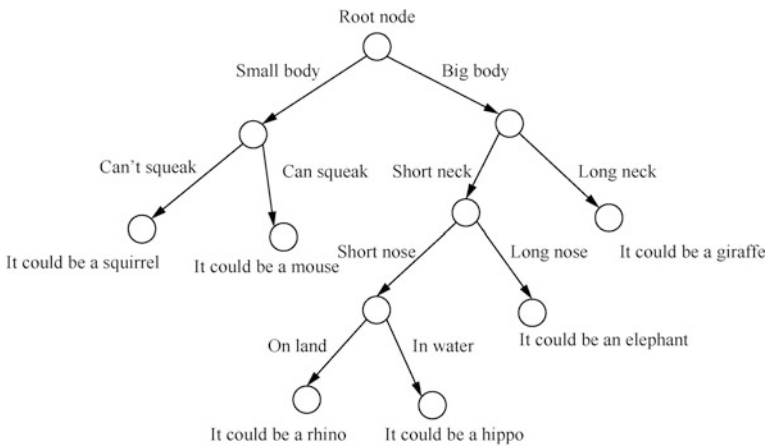 Root node
Small body
Big body
Can't squeak
Can squeak
Short neck
Long neck
It could be a squirrel
It could be a mouse
Short nose
Long nose
It could be a giraffe
On land
In water
It could be an elephant
It could be a rhino
It could be a hippo